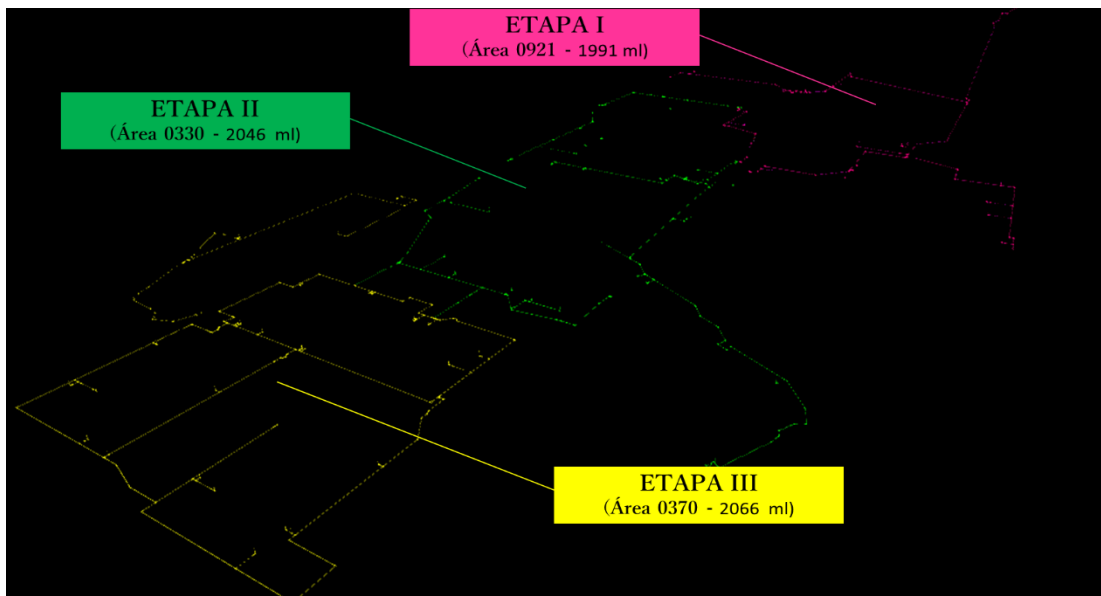 ETAPA I
(Área 0921 - 1991 ml)
ETAPA II
(Área 0330 - 2046 ml)
ETAPA III
(Área 0370 - 2066 ml)